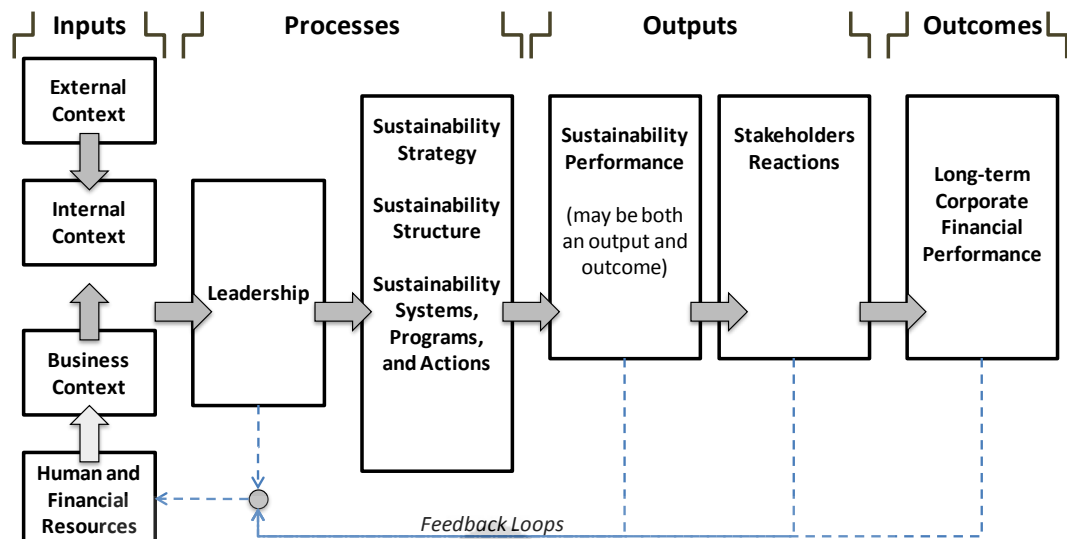 Inputs
Processes
Outputs
Outcomes
External
Context
Internal
Context
Business
Context
Human and
Financial
Resources
Leadership
Sustainability
Strategy
Sustainability
Structure
Sustainability
Systems,
Programs,
and Actions
Sustainability
Performance
(may be both
an output and
outcome)
Stakeholders
Reactions
Long-term
Corporate
Financial
Performance
Feedback Loops